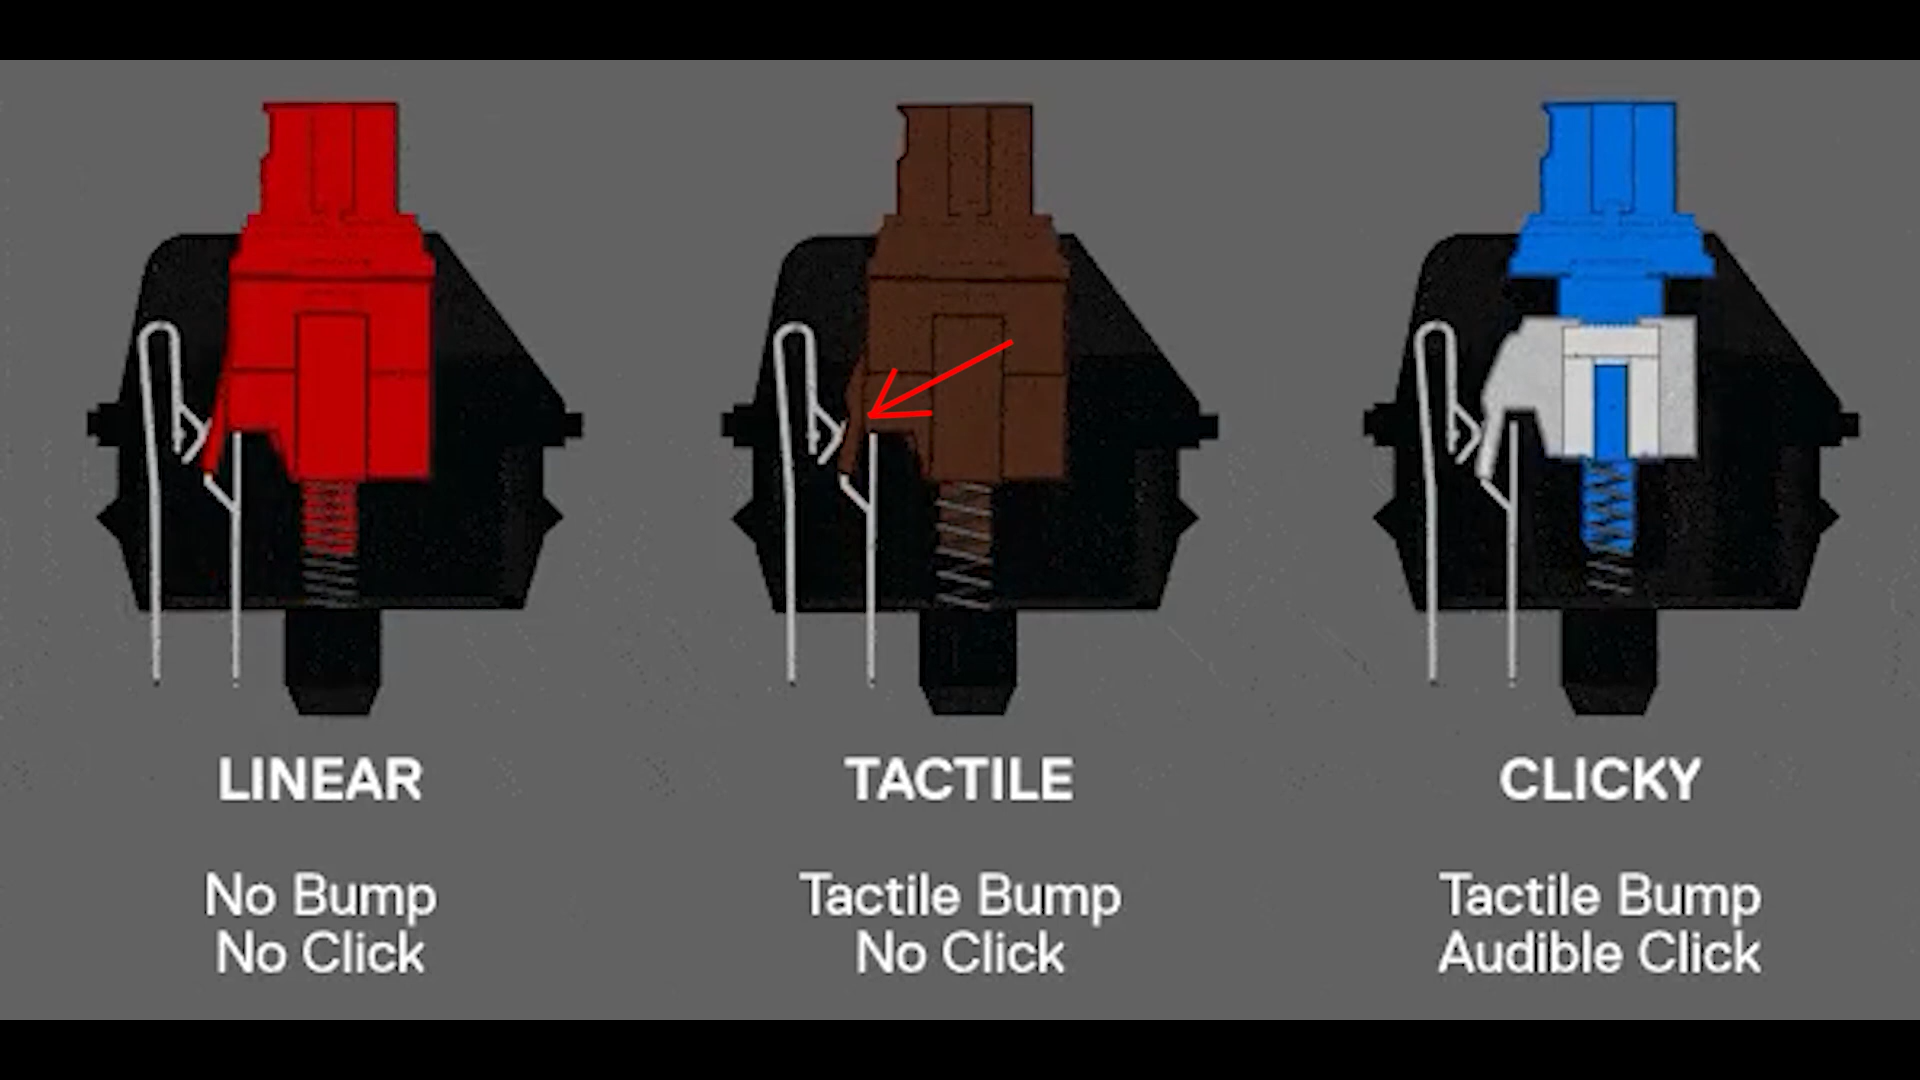 LINEAR
No Bump
No Click
TACTILE
Tactile Bump
No Click
CLICKY
Tactile Bump
Audible Click